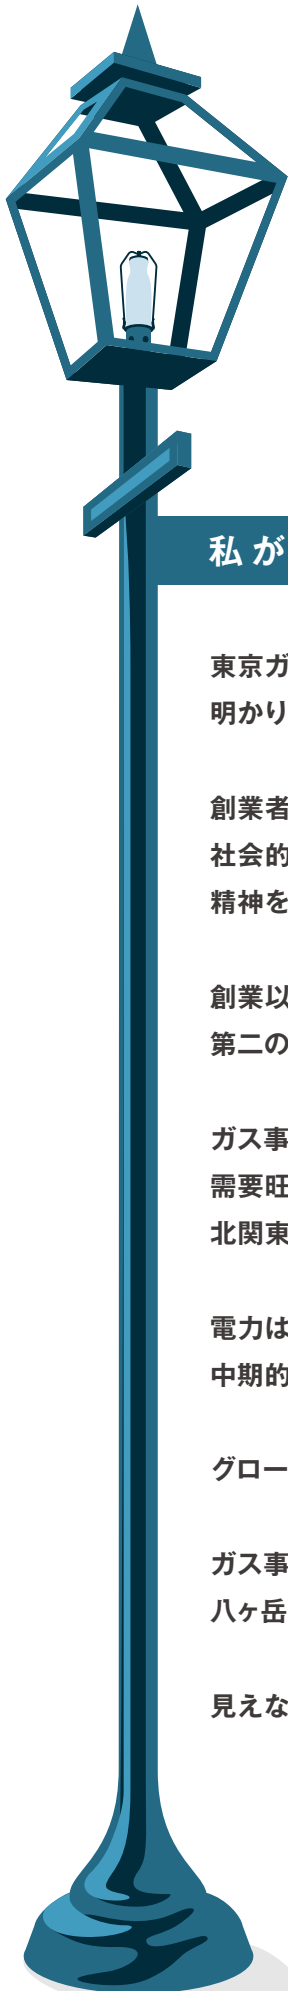 私が
東京ガ
明かり
創業者
社会的
精神を
創業以
第二の
ガス事
需要旺
北関東
電力は
中期的
グロー
ガス事
八ヶ岳
見えな